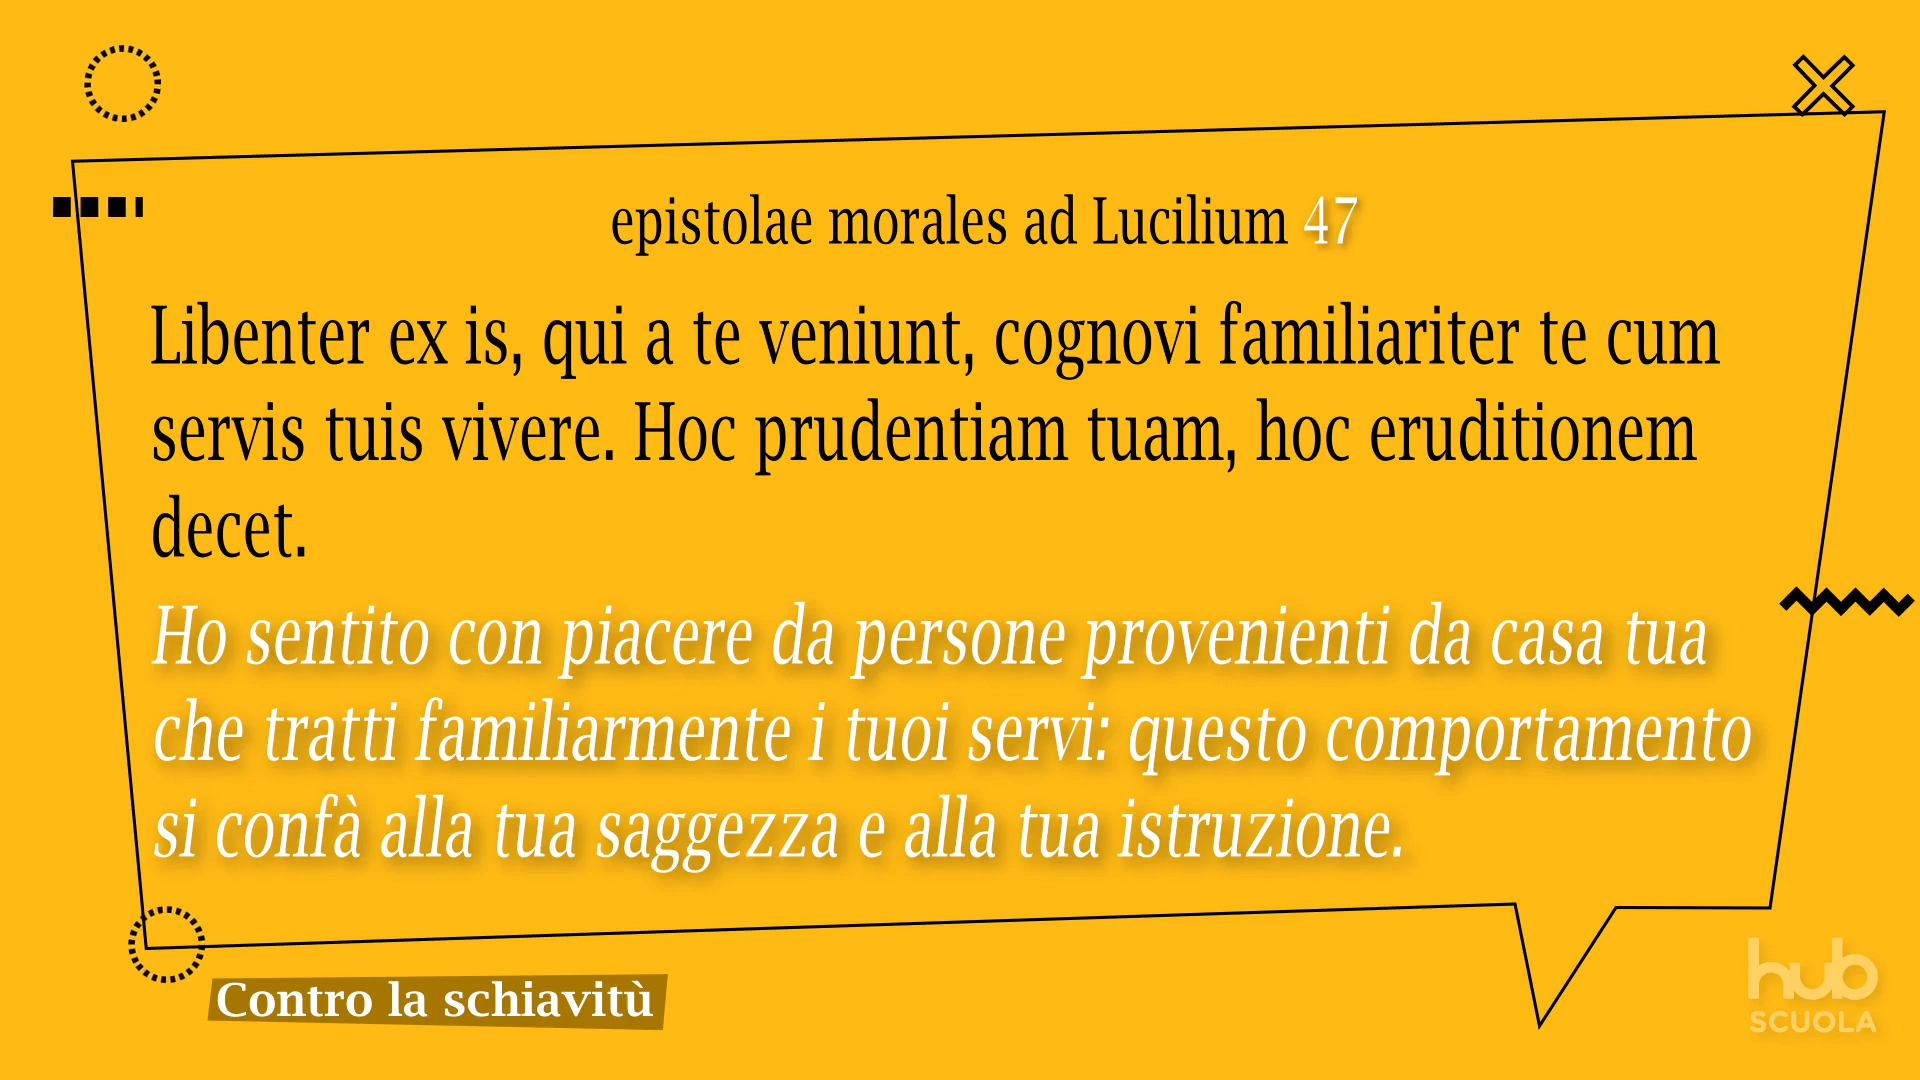 epistolae morales ad Lucilium 47
Libenter ex is, qui a te veniunt, cognovi familiariter te cum
servis tuis vivere. Hoc prudentiam tuam, hoc eruditionem
decet.
Ho sentito con piacere da persone provenienti da casa tua
che tratti familiarmente i tuoi servi: questo comportamento
si confà alla tua saggezza e alla tua istruzione.
Contro la schiavitù
hub
SCUOLA